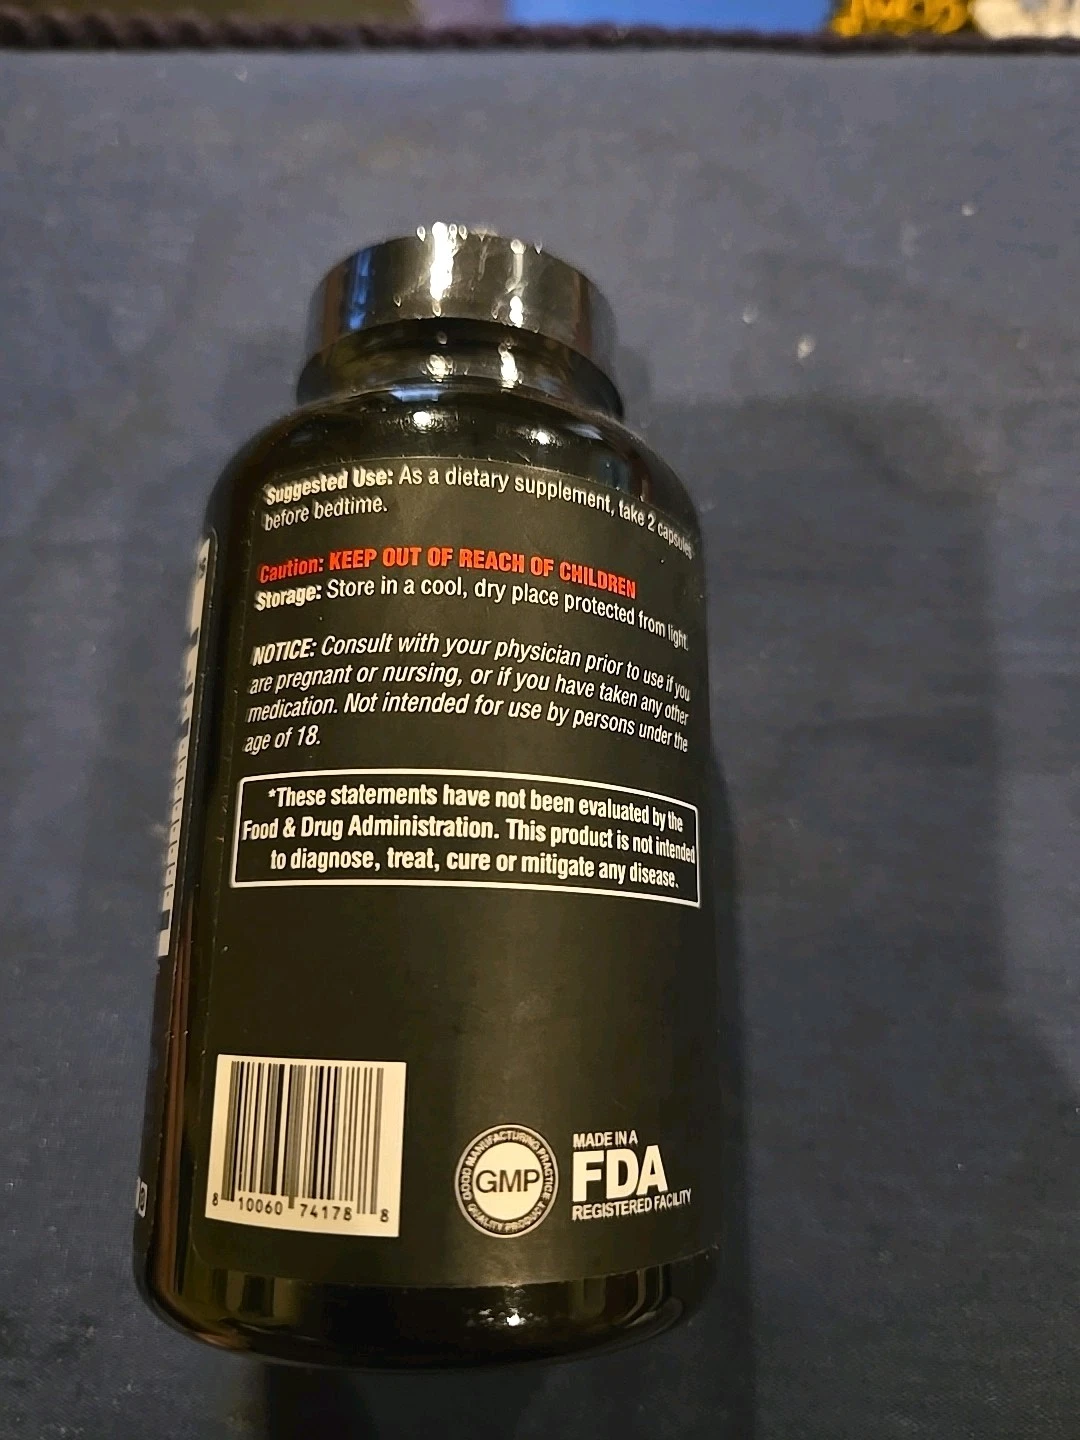 Suggested Use: As a dietary supplement, take 2 capsules
before bedtime.
Caution: KEEP OUT OF REACH OF CHILDREN
Storage: Store in a cool, dry place protected from light.
NOTICE: Consult with your physician prior to use if you
are pregnant or nursing, or if you have taken any other
medication. Not intended for use by persons under the
age of 18.
*These statements have not been evaluated by the
Food & Drug Administration. This product is not intended
to diagnose, treat, cure or mitigate any disease.
8 10060 74178 8
GOOD MANUFACTURING PRACTICE
GMP
QUALITY PRODUCT
MADE IN A
FDA
REGISTERED FACILITY